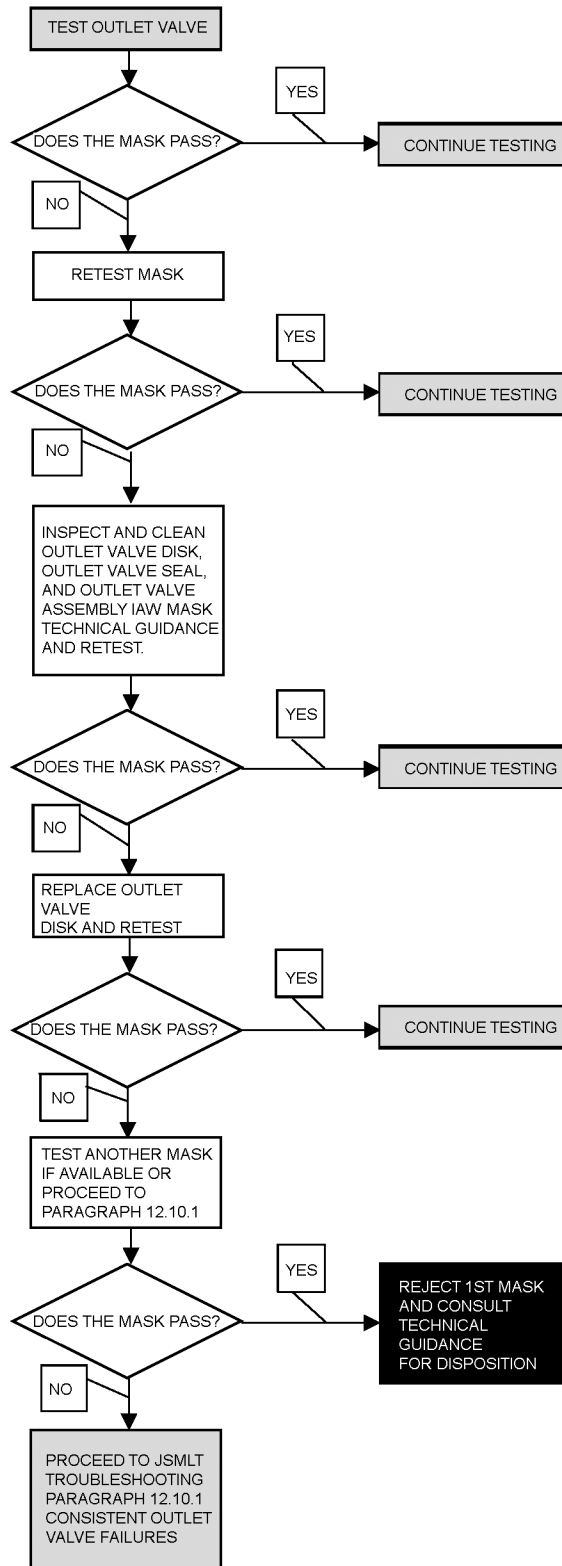 TEST OUTLET VALVE
YES
DOES THE MASK PASS?
CONTINUE TESTING
NO
RETEST MASK
YES
DOES THE MASK PASS?
CONTINUE TESTING
NO
INSPECT AND CLEAN
OUTLET VALVE DISK,
OUTLET VALVE SEAL,
AND OUTLET VALVE
ASSEMBLY IAW MASK
TECHNICAL GUIDANCE
AND RETEST.
YES
DOES THE MASK PASS?
CONTINUE TESTING
NO
REPLACE OUTLET
VALVE
DISK AND RETEST
YES
DOES THE MASK PASS?
CONTINUE TESTING
NO
TEST ANOTHER MASK
IF AVAILABLE OR
PROCEED TO
PARAGRAPH 12.10.1
YES
DOES THE MASK PASS?
REJECT 1ST MASK
AND CONSULT
TECHNICAL
GUIDANCE
FOR DISPOSITION
NO
PROCEED TO JSMLT
TROUBLESHOOTING
PARAGRAPH 12.10.1
CONSISTENT OUTLET
VALVE FAILURES